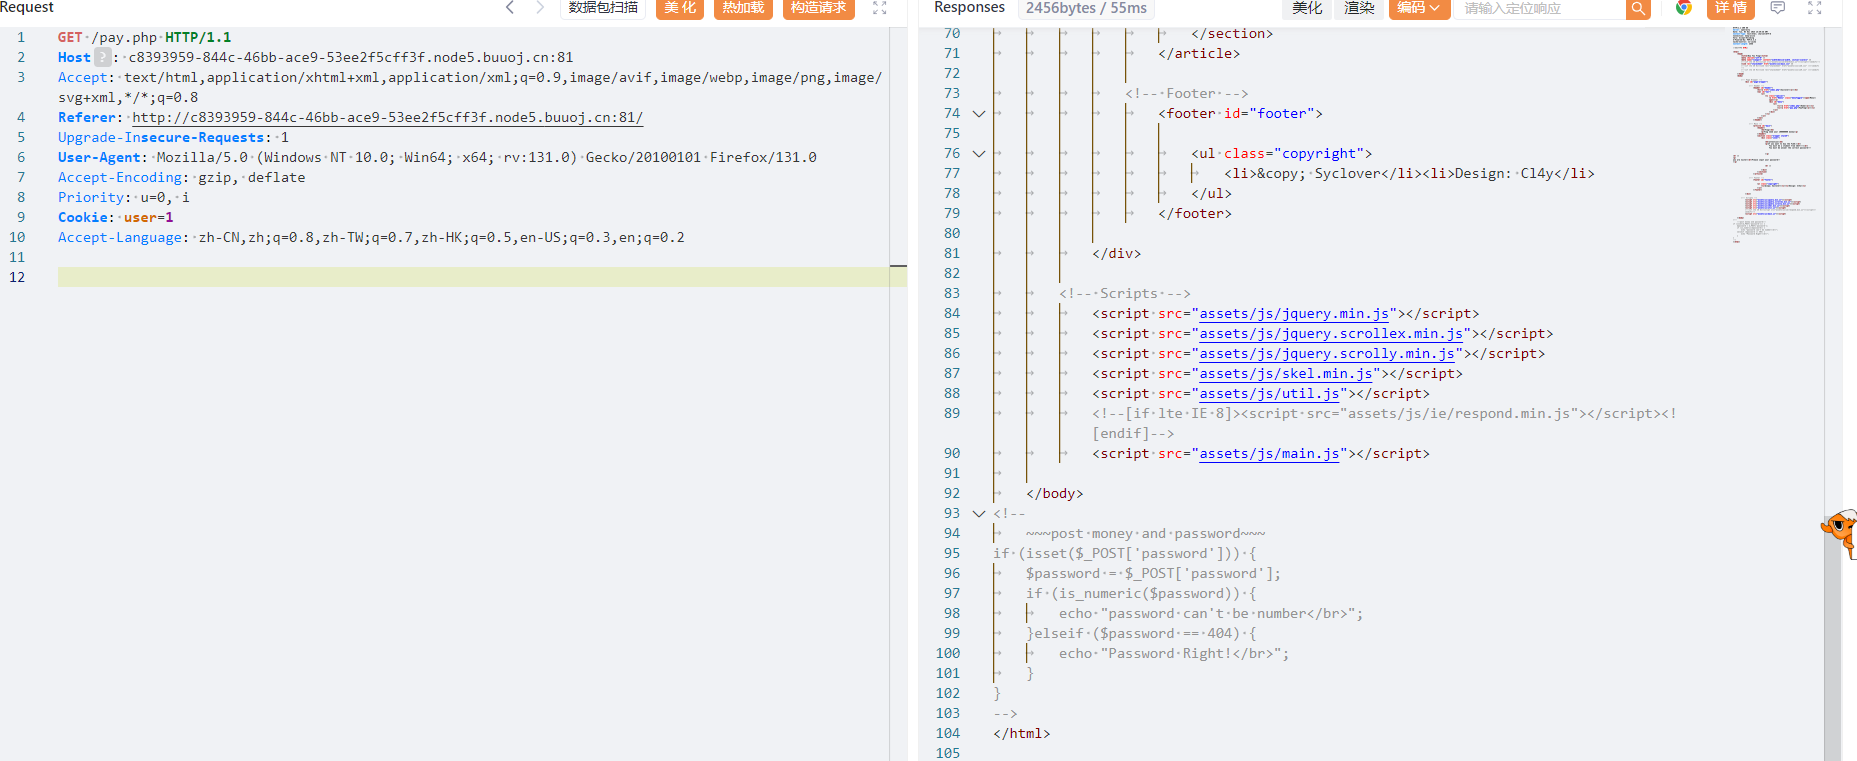 Request
数据包扫描
美化
热加载
构造请求
Responses
2456bytes / 55ms
美化
渲染
编码
请输入定位响应
详情
1 GET /pay.php HTTP/1.1
2 Host ? : c8393959-844c-46bb-ace9-53ee2f5cff3f.node5.buuoj.cn:81
3 Accept: text/html,application/xhtml+xml,application/xml;q=0.9,image/avif,image/webp,image/png,image/
svg+xml,*/*;q=0.8
4 Referer: http://c8393959-844c-46bb-ace9-53ee2f5cff3f.node5.buuoj.cn:81/
5 Upgrade-Insecure-Requests: 1
6 User-Agent: Mozilla/5.0 (Windows NT 10.0; Win64; x64; rv:131.0) Gecko/20100101 Firefox/131.0
7 Accept-Encoding: gzip, deflate
8 Priority: u=0, i
9 Cookie: user=1
10 Accept-Language: zh-CN,zh;q=0.8,zh-TW;q=0.7,zh-HK;q=0.5,en-US;q=0.3,en;q=0.2
11
12
70 </section>
71 </article>
72
73 <!-- Footer -->
74 <footer id="footer">
75
76 <ul class="copyright">
77 <li>&copy; Syclover</li><li>Design: Cl4y</li>
78 </ul>
79 </footer>
80
81 </div>
82
83 <!-- Scripts -->
84 <script src="assets/js/jquery.min.js"></script>
85 <script src="assets/js/jquery.scrollex.min.js"></script>
86 <script src="assets/js/jquery.scrolly.min.js"></script>
87 <script src="assets/js/skel.min.js"></script>
88 <script src="assets/js/util.js"></script>
89 <!--[if lte IE 8]><script src="assets/js/ie/respond.min.js"></script><!
[endif]-->
90 <script src="assets/js/main.js"></script>
91
92 </body>
93 <!--
94 ~~~post money and password~~~
95 if (isset($_POST['password'])) {
96 $password = $_POST['password'];
97 if (is_numeric($password)) {
98 echo "password can't be number</br>";
99 }elseif ($password == 404) {
100 echo "Password Right!</br>";
101 }
102 }
103 -->
104 </html>
105